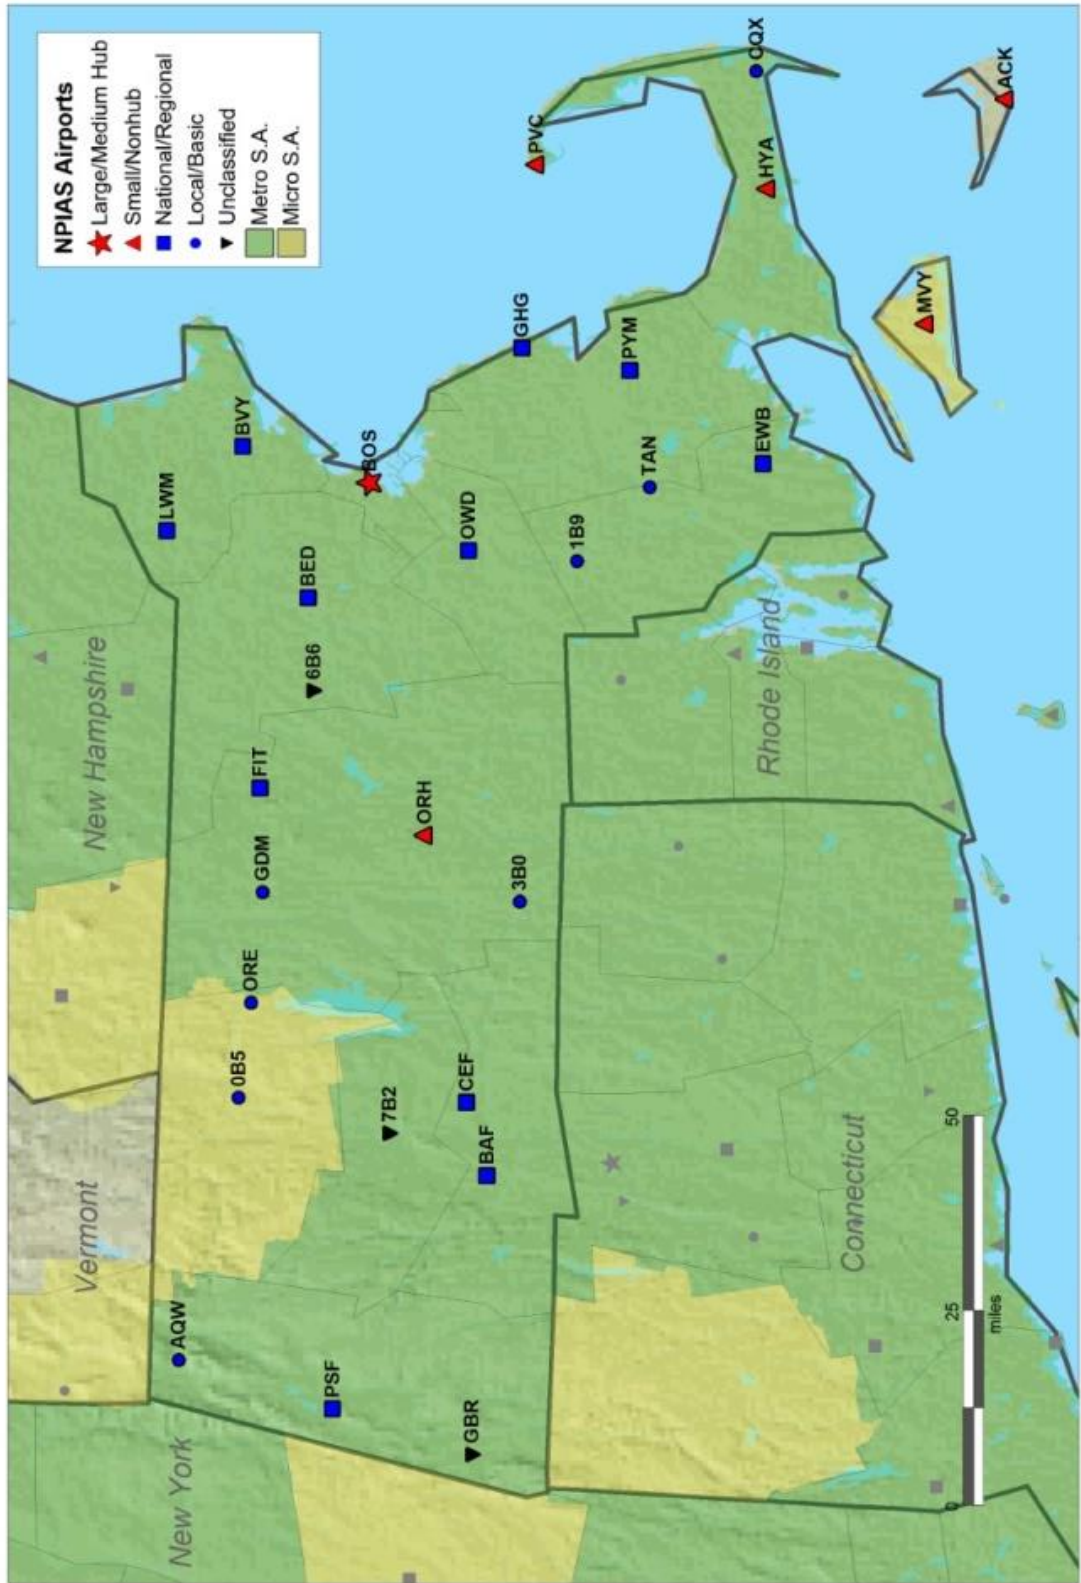 NPIAS Airports
Large/Medium Hub
Small/Nonhub
National/Regional
Local/Basic
Unclassified
Metro S.A.
Micro S.A.
New York
Vermont
New Hampshire
AQW
LWM
0B5
ORE
GDM
FIT
BVY
PSF
6B6
BED
BOS
7B2
ORH
GBR
CEF
BAF
OWD
3B0
GHG
PVC
1B9
PYM
TAN
EWB
HYA
CQX
MVY
ACK
Rhode Island
Connecticut
0
25
50
miles